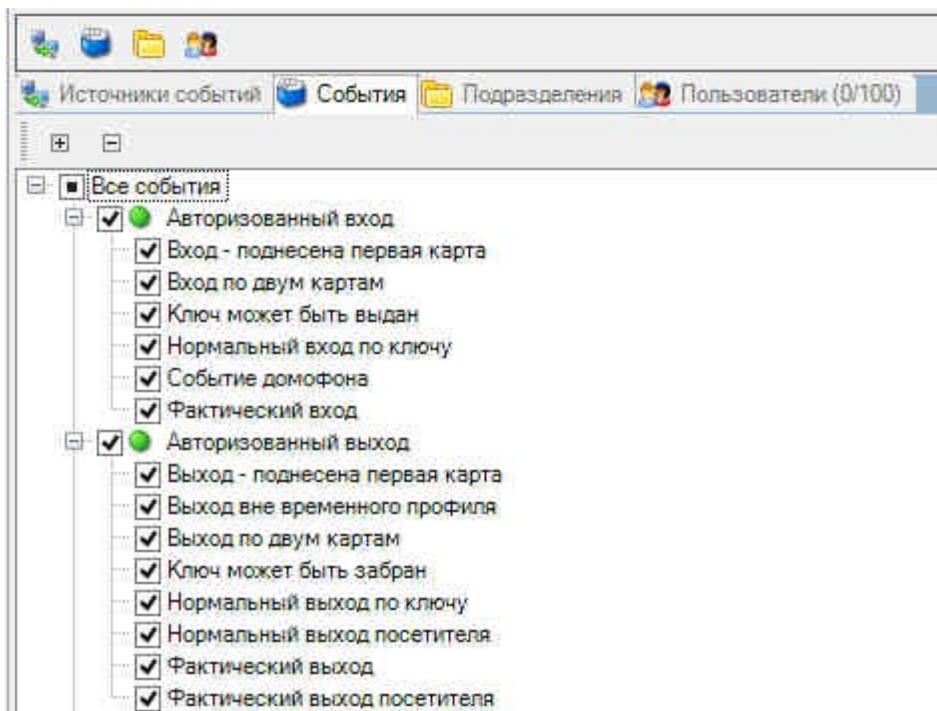 Источники событий События Подразделения Пользователи (0/100)
Все события
Авторизованный вход
Вход - поднесена первая карта
Вход по двум картам
Ключ может быть выдан
Нормальный вход по ключу
Событие домофона
Фактический вход
Авторизованный выход
Выход - поднесена первая карта
Выход вне временного профиля
Выход по двум картам
Ключ может быть забран
Нормальный выход по ключу
Нормальный выход посетителя
Фактический выход
Фактический выход посетителя